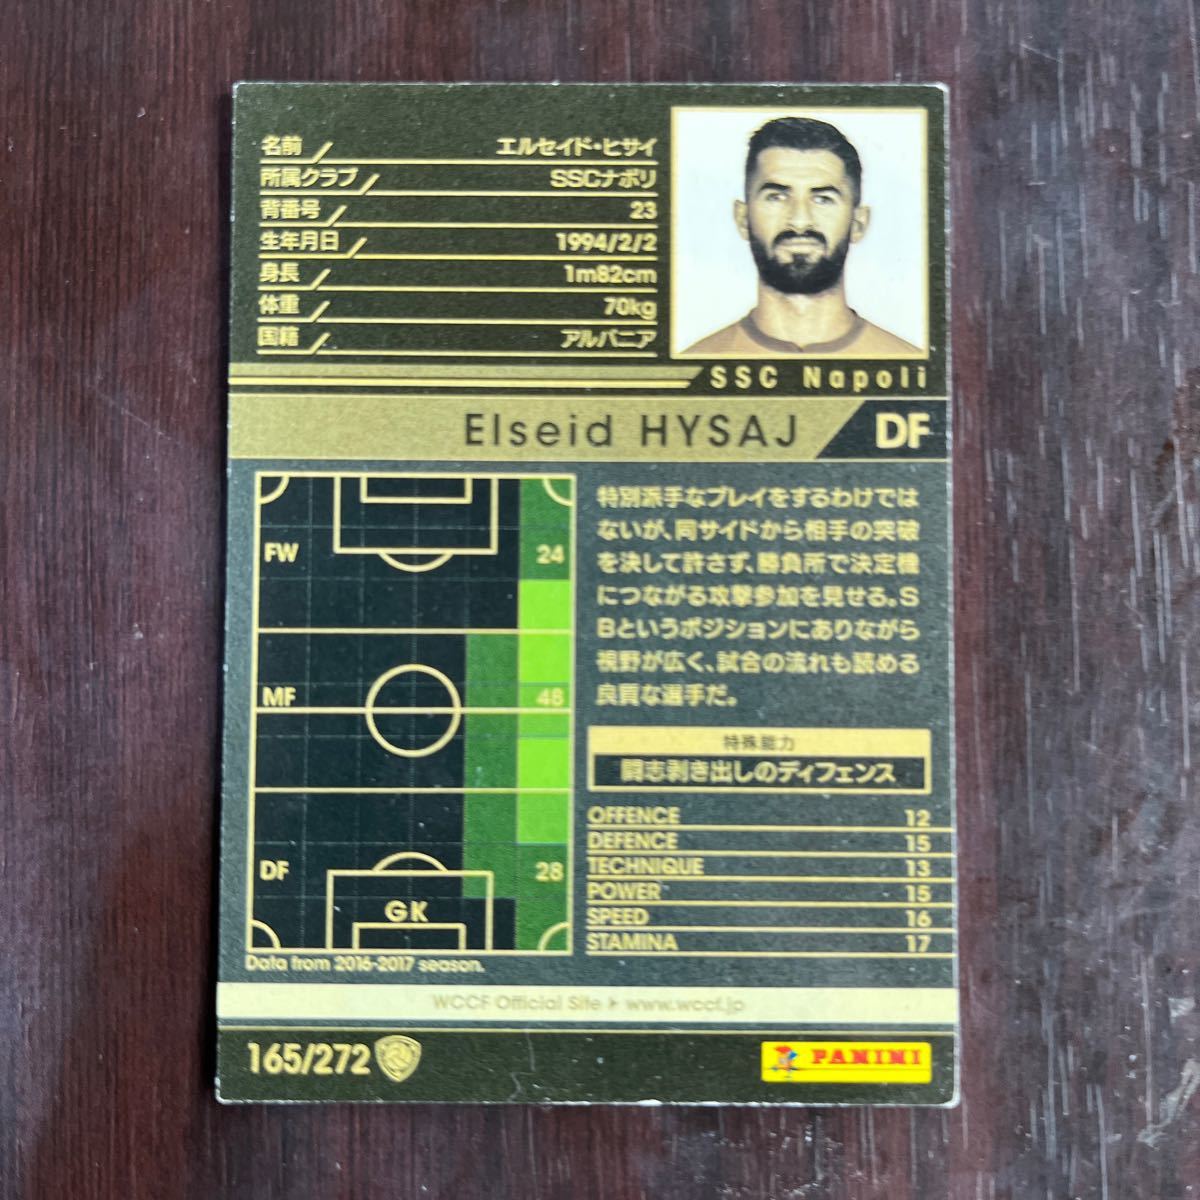 名前 エルセイド・ヒサイ
所属クラブ SSCナポリ
背番号 23
生年月日 1994/2/2
身長 1m82cm
体重 70kg
国籍 アルバニア
SSC Napoli
Elseid HYSAJ DF
FW 24
MF 48
DF 28
GK
Data from 2016-2017 season.
特別派手なプレイをするわけでは
ないが、同サイドから相手の突破
を決して許さず、勝負所で決定機
につながる攻撃参加を見せる。S
Bというポジションにありながら
視野が広く、試合の流れも読める
良質な選手だ。
特殊能力
闘志剥き出しのディフェンス
OFFENCE 12
DEFENCE 15
TECHNIQUE 13
POWER 15
SPEED 16
STAMINA 17
WCCF Official Site ▶ www.wccf.jp
165/272
PANINI